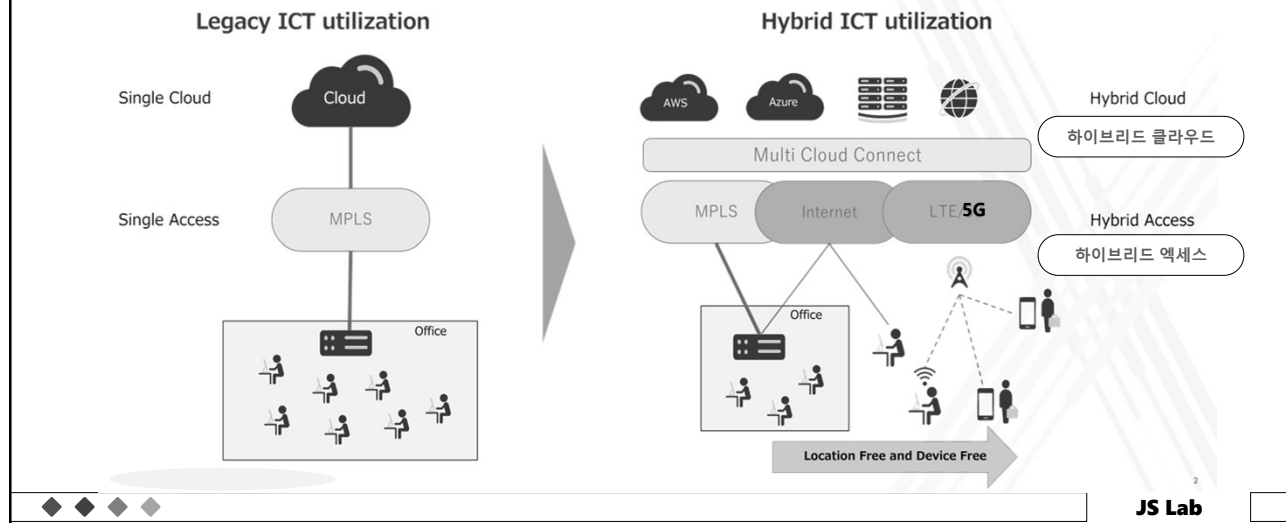 Legacy ICT utilization
Hybrid ICT utilization
Single Cloud
Cloud
AWS
Azure
Hybrid Cloud
하이브리드 클라우드
Multi Cloud Connect
Single Access
MPLS
MPLS
Internet
LTE/5G
Hybrid Access
하이브리드 엑세스
Office
Office
Location Free and Device Free
2
JS Lab